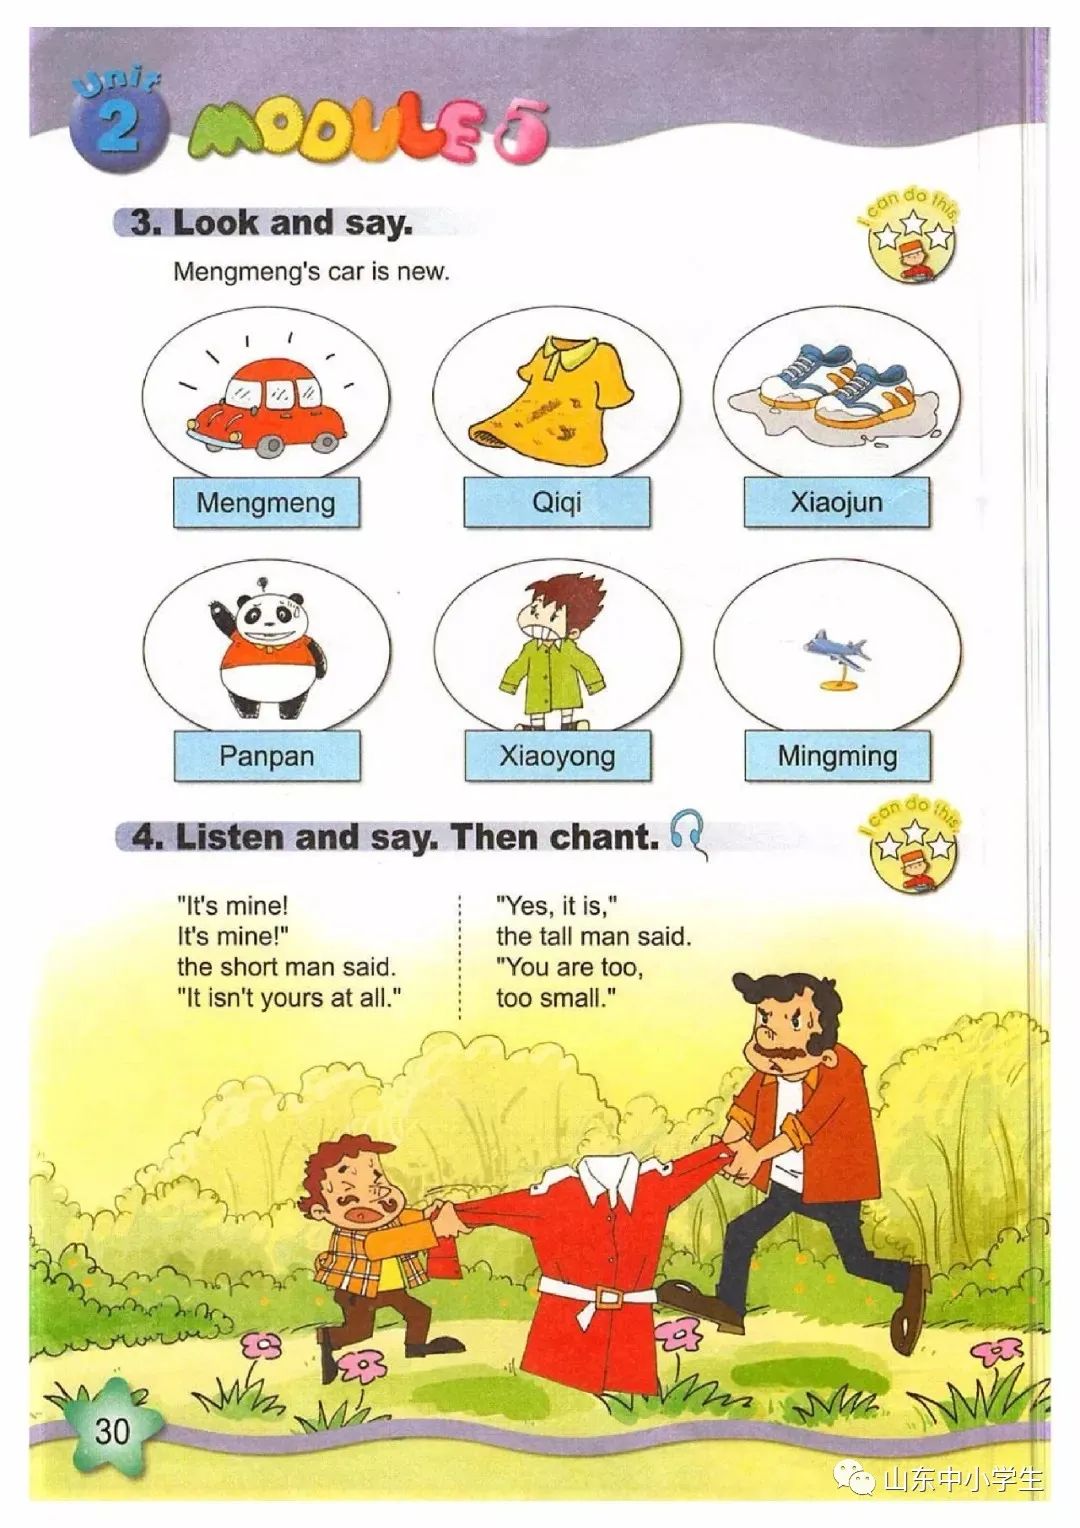 Unit
2 MODULE 5
3. Look and say.
I can do this.
Mengmeng's car is new.
Mengmeng
Qiqi
Xiaojun
Panpan
Xiaoyong
Mingming
4. Listen and say. Then chant.
I can do this.
"It's mine!
It's mine!"
the short man said.
"It isn't yours at all."
"Yes, it is,"
the tall man said.
"You are too,
too small."
30
山东中小学生